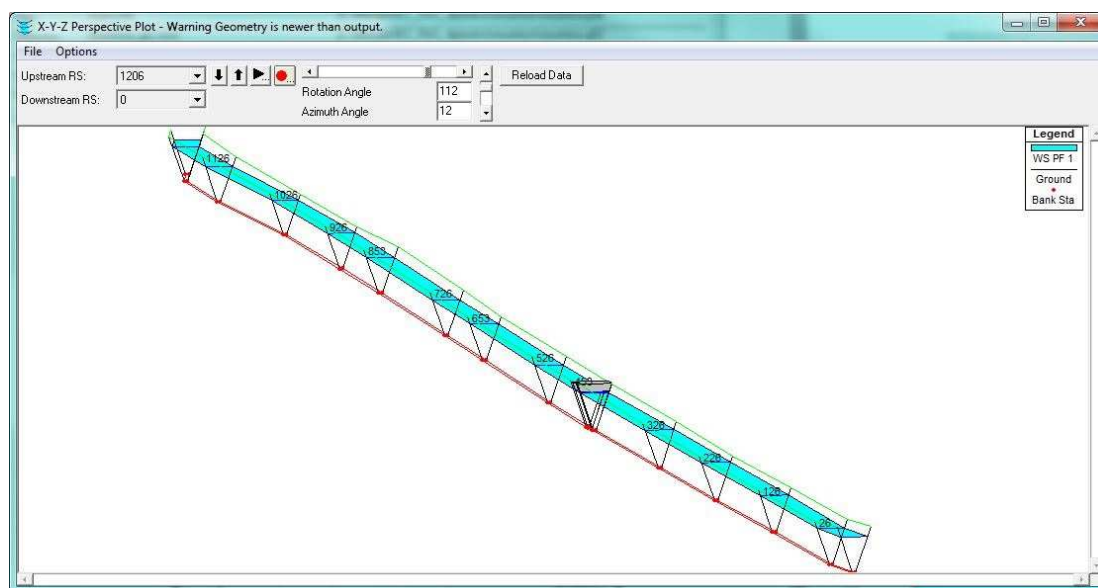 X-Y-Z Perspective Plot - Warning Geometry is newer than output.
File Options
Upstream RS: 1206
Downstream RS: 0
Rotation Angle 112
Azimuth Angle 12
Reload Data
Legend
WS PF 1
Ground
Bank Sta
1126
1026
926
853
726
653
526
326
226
126
26